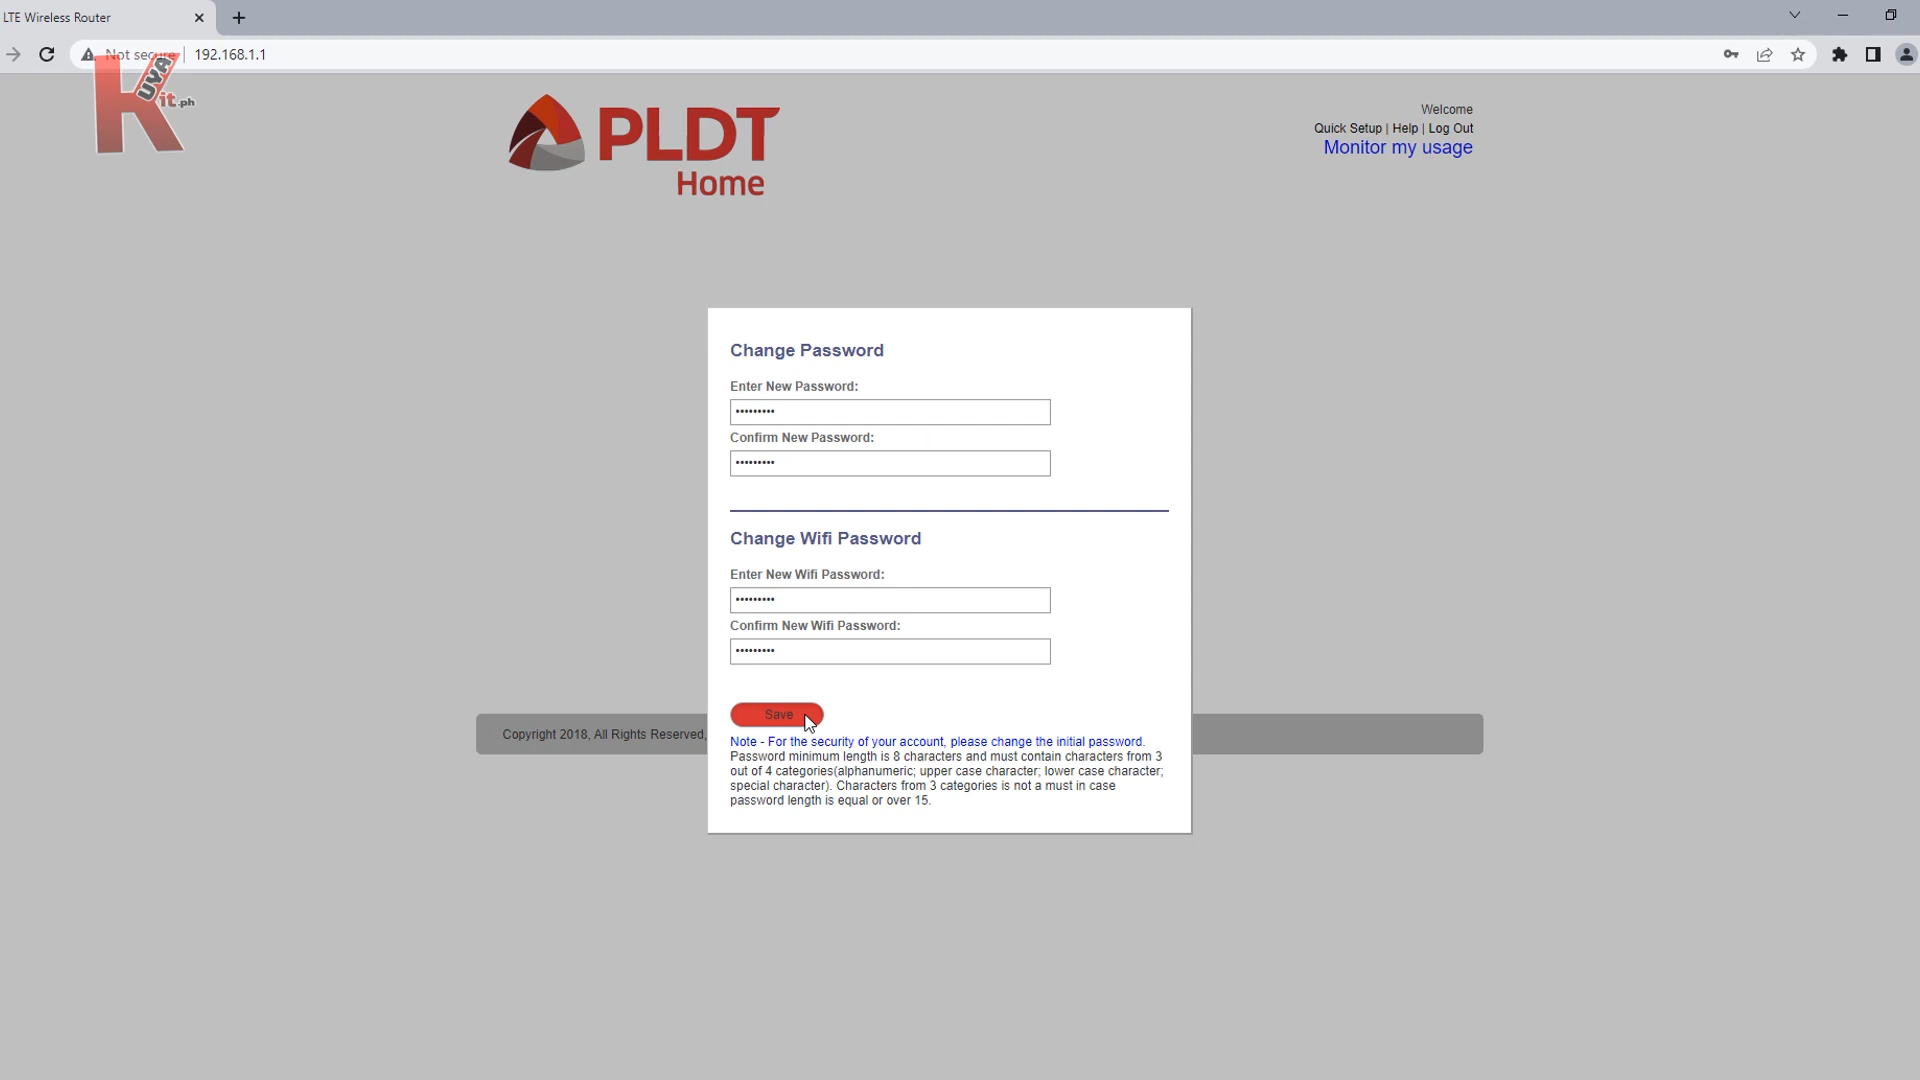 LTE Wireless Router
Not secure
192.168.1.1
KUYA
it.ph
PLDT
Home
Welcome
Quick Setup | Help | Log Out
Monitor my usage
Change Password
Enter New Password:
•••••••••
Confirm New Password:
•••••••••
Change Wifi Password
Enter New Wifi Password:
•••••••••
Confirm New Wifi Password:
•••••••••
Save
Copyright 2018, All Rights Reserved,
Note - For the security of your account, please change the initial password.
Password minimum length is 8 characters and must contain characters from 3
out of 4 categories(alphanumeric; upper case character; lower case character;
special character). Characters from 3 categories is not a must in case
password length is equal or over 15.